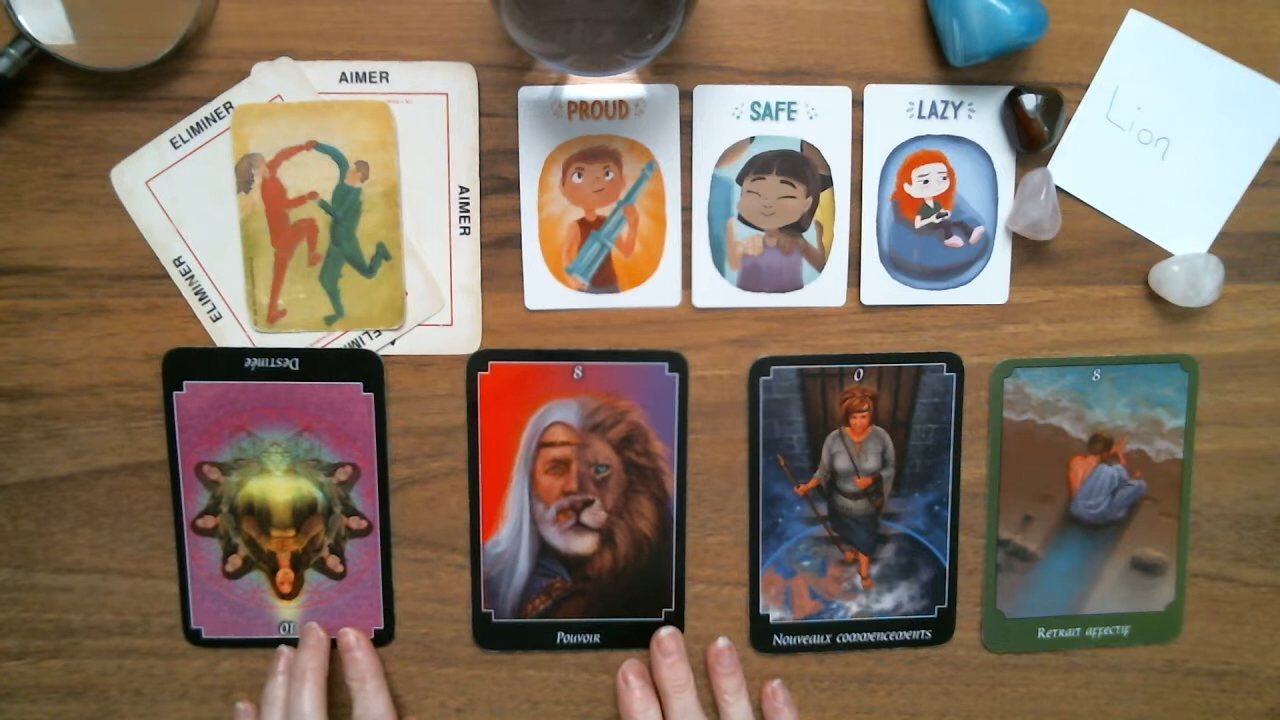 AIMER
ELIMINER
AIMER
ELIMINER
PROUD
SAFE
LAZY
Lion
Destinée
10
8
Pouvoir
0
Nouveaux commencements
8
Retrait affectif